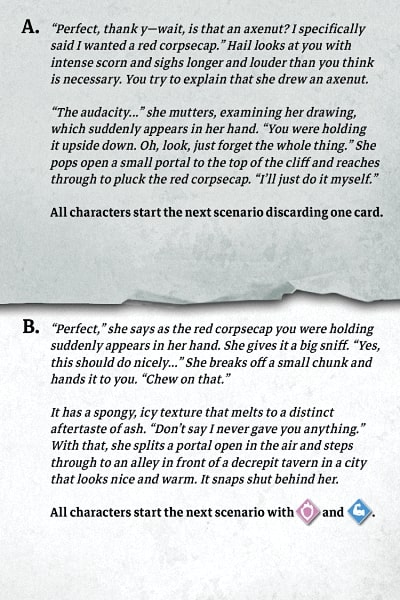 A. “Perfect, thank y—wait, is that an axenut? I specifically
said I wanted a red corpsecap.” Hail looks at you with
intense scorn and sighs longer and louder than you think
is necessary. You try to explain that she drew an axenut.
“The audacity...” she mutters, examining her drawing,
which suddenly appears in her hand. “You were holding
it upside down. Oh, look, just forget the whole thing.” She
pops open a small portal to the top of the cliff and reaches
through to pluck the red corpsecap. “I’ll just do it myself.”
All characters start the next scenario discarding one card.
B. “Perfect,” she says as the red corpsecap you were holding
suddenly appears in her hand. She gives it a big sniff. “Yes,
this should do nicely...” She breaks off a small chunk and
hands it to you. “Chew on that.”
It has a spongy, icy texture that melts to a distinct
aftertaste of ash. “Don’t say I never gave you anything.”
With that, she splits a portal open in the air and steps
through to an alley in front of a decrepit tavern in a city
that looks nice and warm. It snaps shut behind her.
All characters start the next scenario with and .